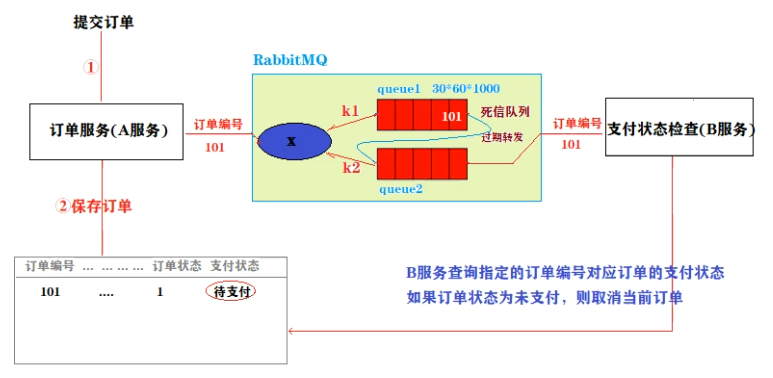 提交订单
①
RabbitMQ
queue1 30*60*1000
k1
101
死信队列
订单服务(A服务)
订单编号
101
x
过期转发
订单编号
101
支付状态检查(B服务)
k2
queue2
②保存订单
订单编号 ... ... ... ... 订单状态 支付状态
101 .... 1 待支付
B服务查询指定的订单编号对应订单的支付状态
如果订单状态为未支付，则取消当前订单